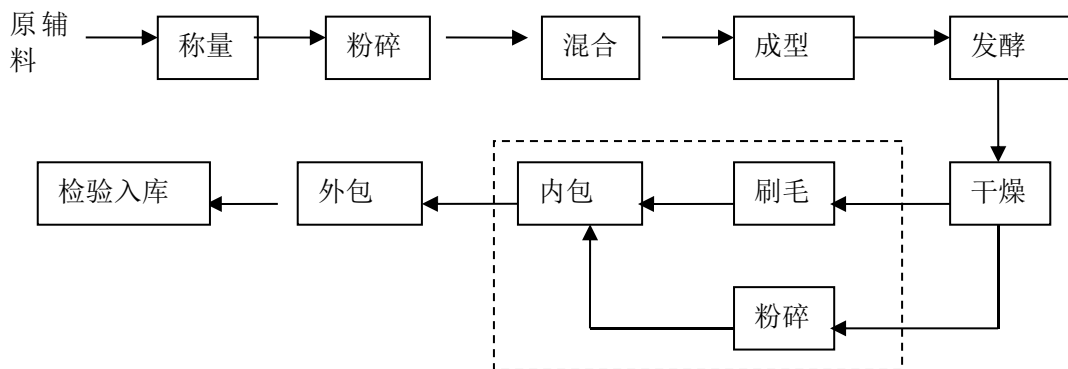 原辅
料
称量
粉碎
混合
成型
发酵
检验入库
外包
内包
刷毛
干燥
粉碎